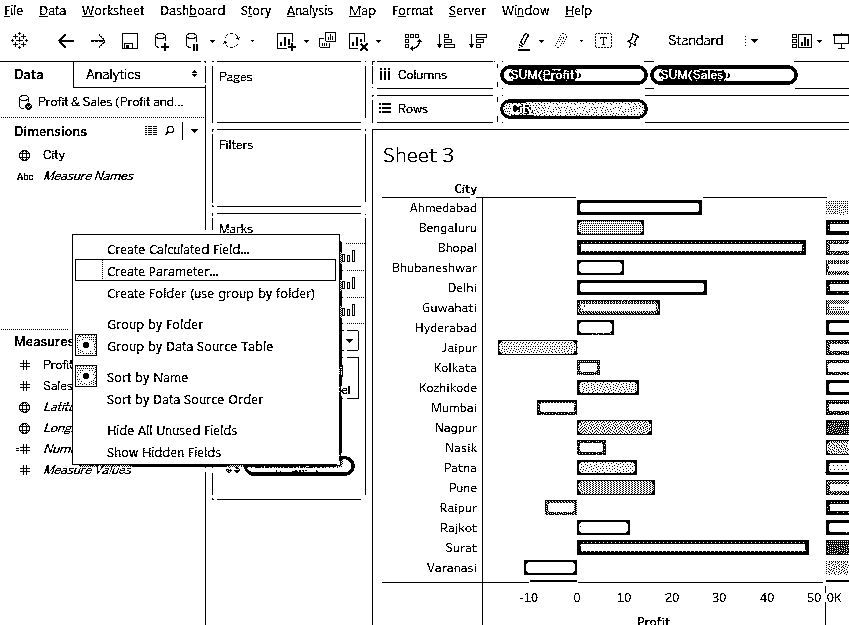 File Data Worksheet Dashboard Story Analysis Map Format Server Window Help
Standard
Data Analytics
Pages
Columns SUM(Profit) SUM(Sales)
Profit & Sales (Profit and...
Rows City
Dimensions
Filters
City
Abc Measure Names
Sheet 3
City
Marks
Create Calculated Field...
Create Parameter...
Create Folder (use group by folder)
Group by Folder
Group by Data Source Table
Sort by Name
Sort by Data Source Order
Hide All Unused Fields
Show Hidden Fields
Measures
Profit
Sales
Measure Values
Ahmedabad
Bengaluru
Bhopal
Bhubaneshwar
Delhi
Guwahati
Hyderabad
Jaipur
Kolkata
Kozhikode
Mumbai
Nagpur
Nasik
Patna
Pune
Raipur
Rajkot
Surat
Varanasi
-10 0 10 20 30 40 50 0K
Profit